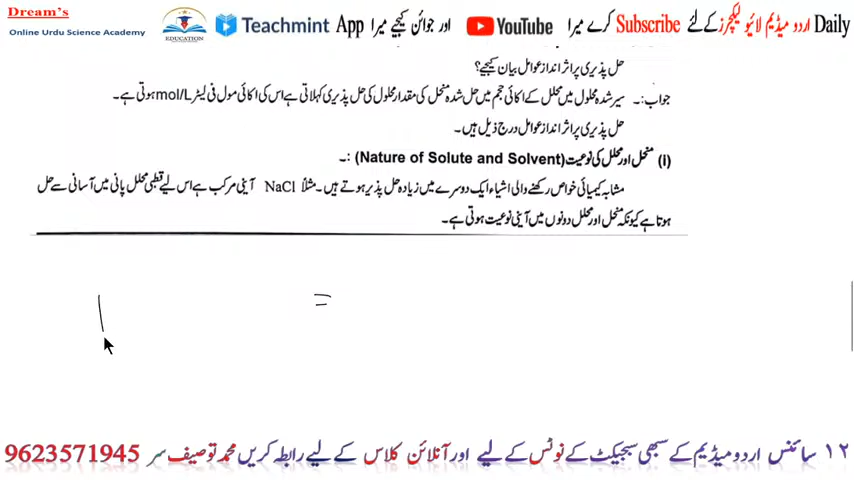 Dream's
Online Urdu Science Academy
EDUCATION
Teachmint App اور جوائن کیجیے میرا
YouTube
Daily اردو میڈیم لائیو لیکچرز کے لئے Subscribe کرے میرا
حل پذیری پر اثر انداز عوامل بیان کیجیے؟
جواب:۔ سیر شدہ محلول میں محلل کے اکائی حجم میں حل شدہ منحل کی مقدار محلول کی حل پذیری کہلاتی ہے اس کی اکائی مول فی لیٹر mol/L ہوتی ہے۔
حل پذیری پر اثر انداز عوامل درج ذیل ہیں۔
(i) منحل اور محلل کی نوعیت (Nature of Solute and Solvent) :۔
مشابہ کیمیائی خواص رکھنے والی اشیاء ایک دوسرے میں زیادہ حل پذیر ہوتے ہیں۔ مثلاً NaCl آینی مرکب ہے اس لیے قطبی محلل پانی میں آسانی سے حل
ہوتا ہے کیونکہ منحل اور محلل دونوں میں آینی نوعیت ہوتی ہے۔
=
۱۲ سائنس اردو میڈیم کے سبھی سبجیکٹ کے نوٹس کے لیے اور آنلائن کلاس کے لیے رابطہ کریں محمد توصیف سر 9623571945